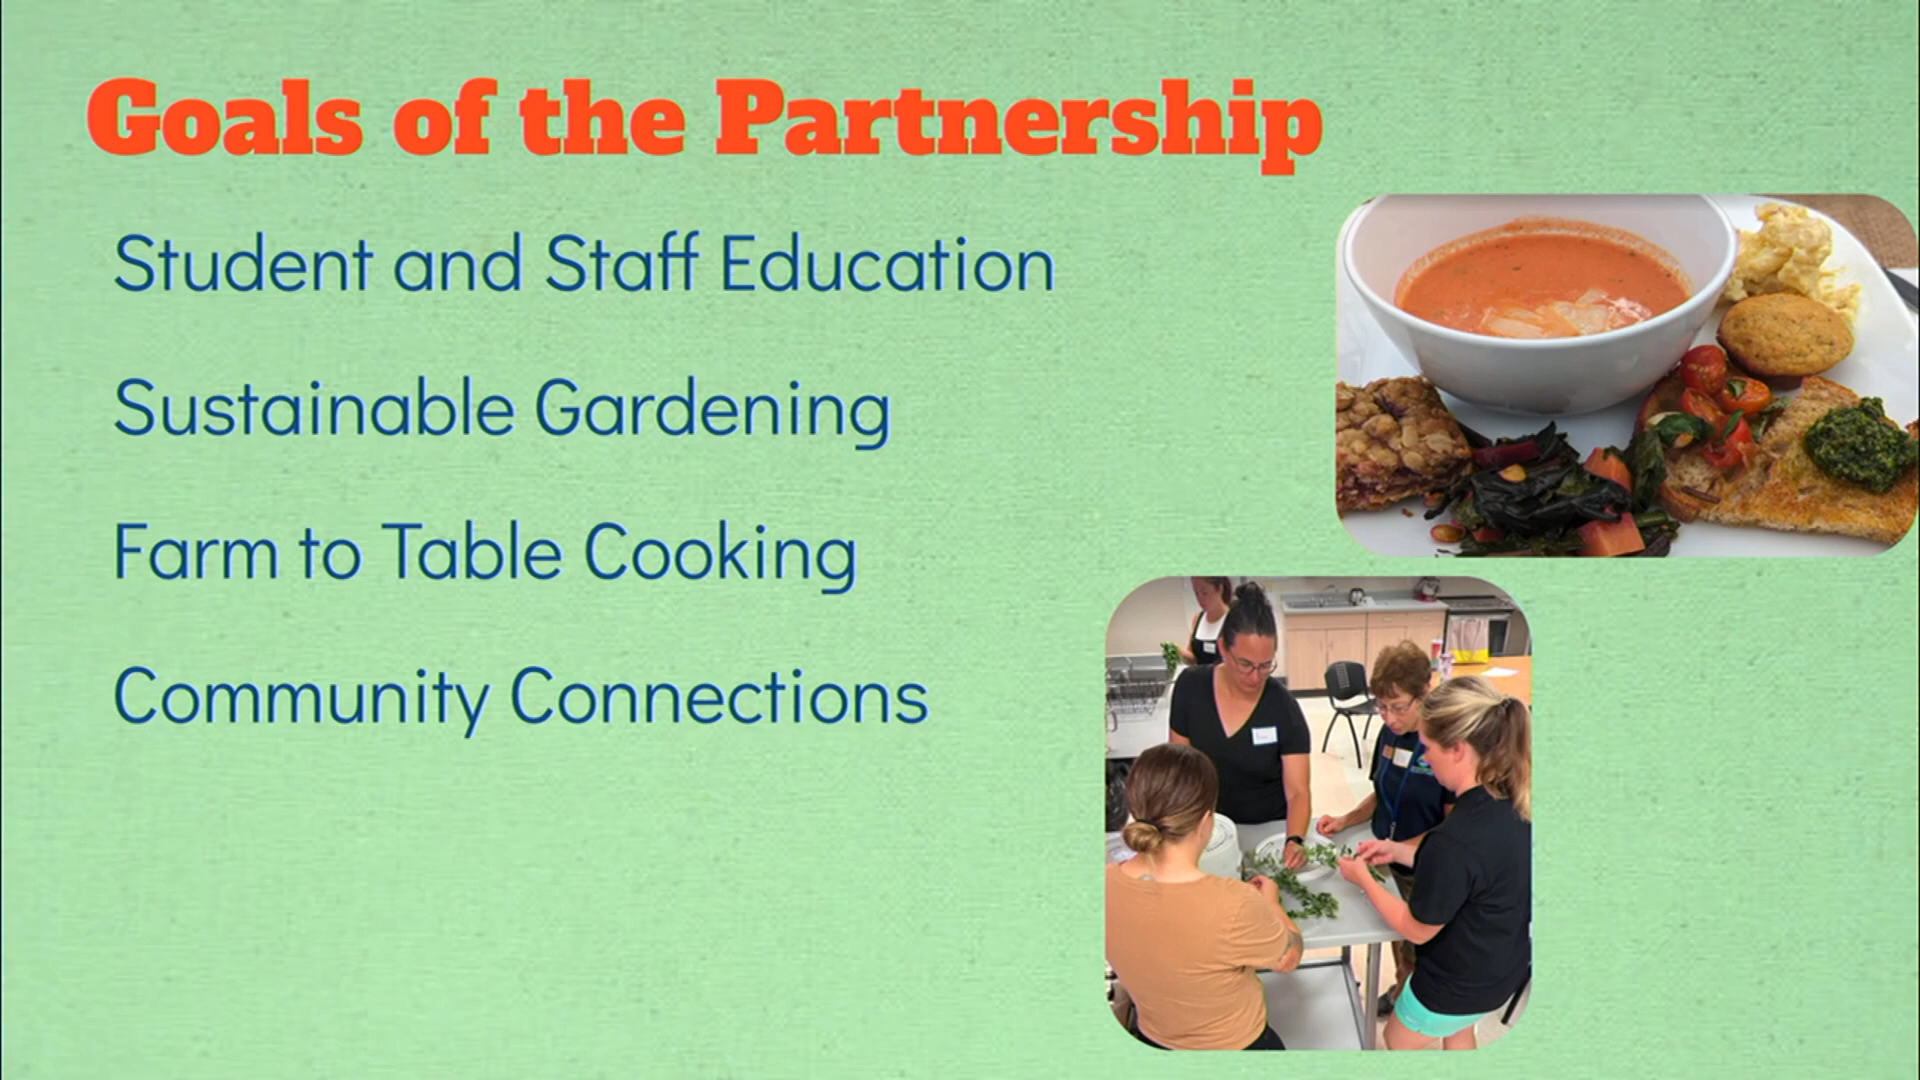 Goals of the Partnership
Student and Staff Education
Sustainable Gardening
Farm to Table Cooking
Community Connections